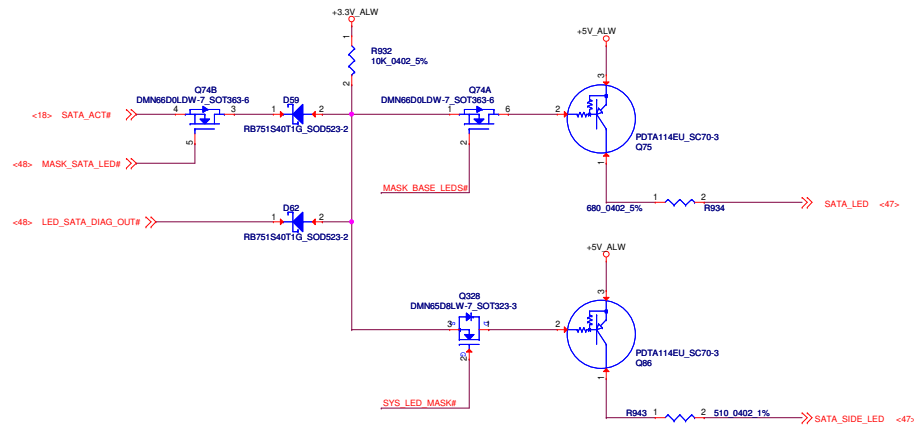 +3.3V_ALW
+5V_ALW
1
R932
10K_0402_5%
2
3
Q74B
DMN66D0LDW-7_SOT363-6
D59
Q74A
DMN66D0LDW-7_SOT363-6
<18> SATA_ACT#
4
3
1
2
1
6
2
RB751S40T1G_SOD523-2
5
2
PDTA114EU_SC70-3
Q75
<48> MASK_SATA_LED#
1
MASK_BASE_LEDS#
680_0402_5%
1
2
R934
SATA_LED <47>
D62
<48> LED_SATA_DIAG_OUT#
1
2
RB751S40T1G_SOD523-2
+5V_ALW
Q328
DMN65D8LW-7_SOT323-3
3
3
1
2
2
PDTA114EU_SC70-3
Q86
1
SYS_LED_MASK#
R943
1
2
510_0402_1%
SATA_SIDE_LED <47>